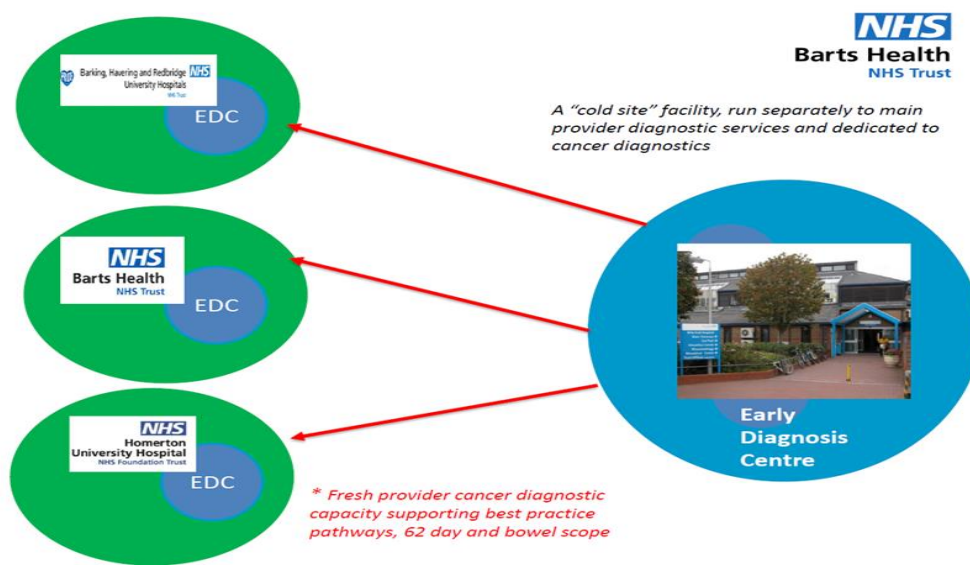 Barking, Havering and Redbridge NHS
University Hospitals
NHS Trust
EDC
NHS
Barts Health
NHS Trust
EDC
NHS
Homerton
University Hospital
NHS Foundation Trust
EDC
NHS
Barts Health
NHS Trust
A “cold site” facility, run separately to main
provider diagnostic services and dedicated to
cancer diagnostics
Early
Diagnosis
Centre
* Fresh provider cancer diagnostic
capacity supporting best practice
pathways, 62 day and bowel scope